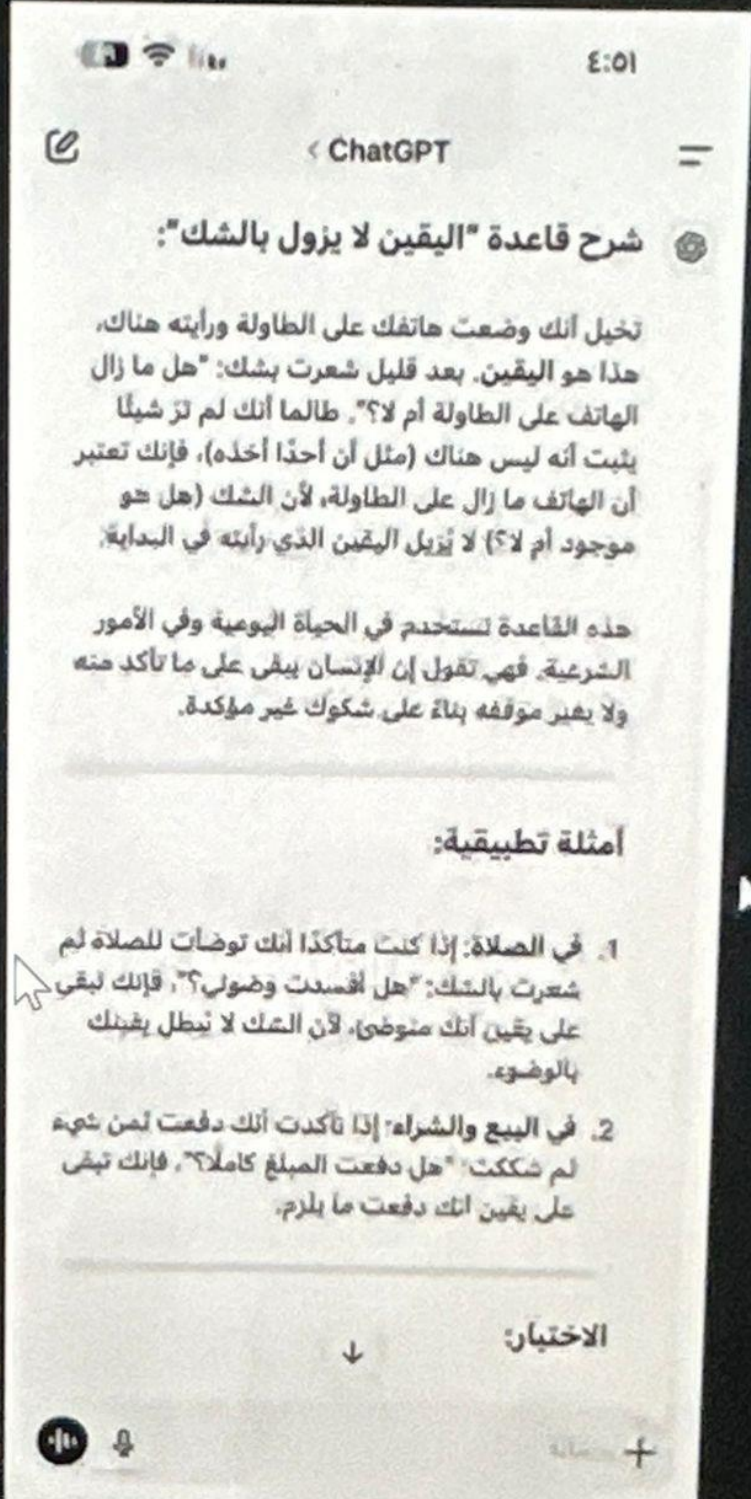 ٤:٥١
ChatGPT >
شرح قاعدة "اليقين لا يزول بالشك":
تخيل أنك وضعت هاتفك على الطاولة ورأيته هناك،
هذا هو اليقين. بعد قليل شعرت بشك: "هل ما زال
الهاتف على الطاولة أم لا؟". طالما أنك لم ترَ شيئًا
يثبت أنه ليس هناك (مثل أن أحدًا أخذه)، فإنك تعتبر
أن الهاتف ما زال على الطاولة، لأن الشك (هل هو
موجود أم لا؟) لا يُزيل اليقين الذي رأيته في البداية.
هذه القاعدة تستخدم في الحياة اليومية وفي الأمور
الشرعية. فهي تقول إن الإنسان يبقى على ما تأكد منه
ولا يغير موقفه بناءً على شكوك غير مؤكدة.
أمثلة تطبيقية:
1. في الصلاة: إذا كنت متأكدًا أنك توضأت للصلاة ثم
شعرت بالشك: "هل أفسدت وضوئي؟"، فإنك تبقى
على يقين أنك متوضئ، لأن الشك لا يُبطل يقينك
بالوضوء.
2. في البيع والشراء: إذا تأكدت أنك دفعت ثمن شيء
ثم شككت: "هل دفعت المبلغ كاملًا؟"، فإنك تبقى
على يقين أنك دفعت ما يلزم.
الاختبار: